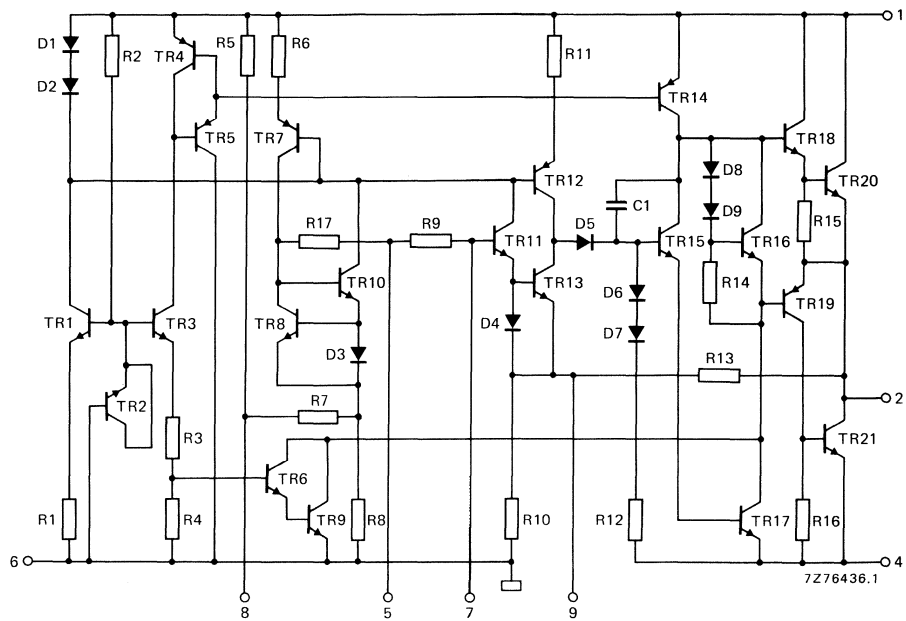 1
D1
R2
TR4
R5
R6
R11
D2
TR14
TR5
TR7
TR18
D8
TR12
TR20
C1
D9
R15
R17
R9
D5
TR11
TR15
TR16
TR10
TR13
R14
D6
TR19
TR1
TR3
TR8
D4
D7
D3
R13
TR2
2
R7
R3
TR21
TR6
R1
R4
TR9
R8
R10
R12
TR17
R16
6
4
7Z76436.1
8
5
7
9